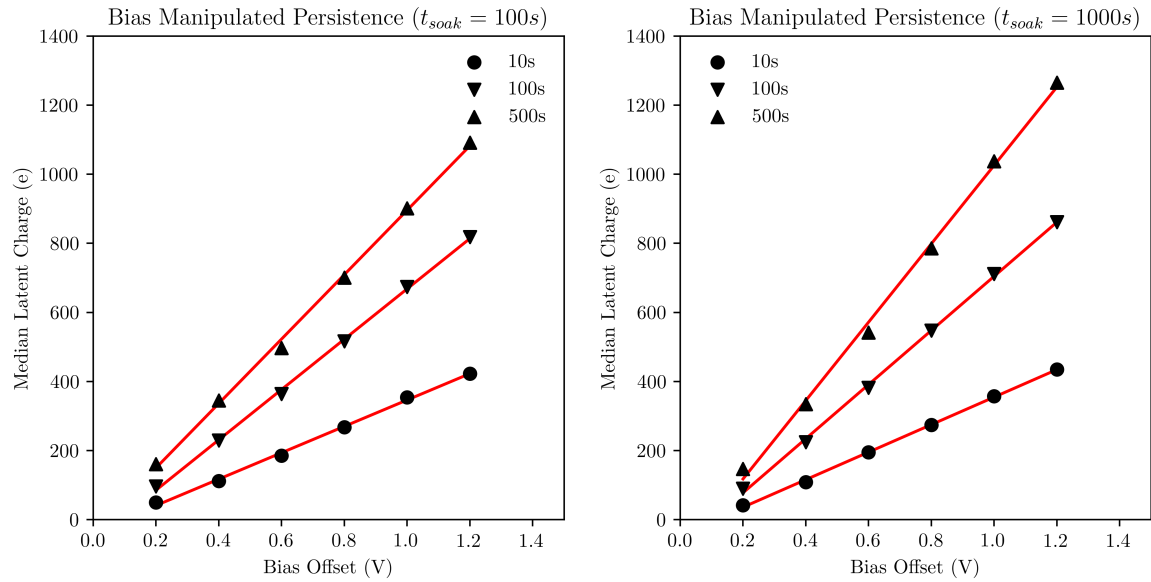 Bias Manipulated Persistence (t_soak = 100s)
1400
1200
1000
800
600
400
200
0
Median Latent Charge (e)
10s
100s
500s
0.0 0.2 0.4 0.6 0.8 1.0 1.2 1.4
Bias Offset (V)
Bias Manipulated Persistence (t_soak = 1000s)
1400
1200
1000
800
600
400
200
0
Median Latent Charge (e)
10s
100s
500s
0.0 0.2 0.4 0.6 0.8 1.0 1.2 1.4
Bias Offset (V)